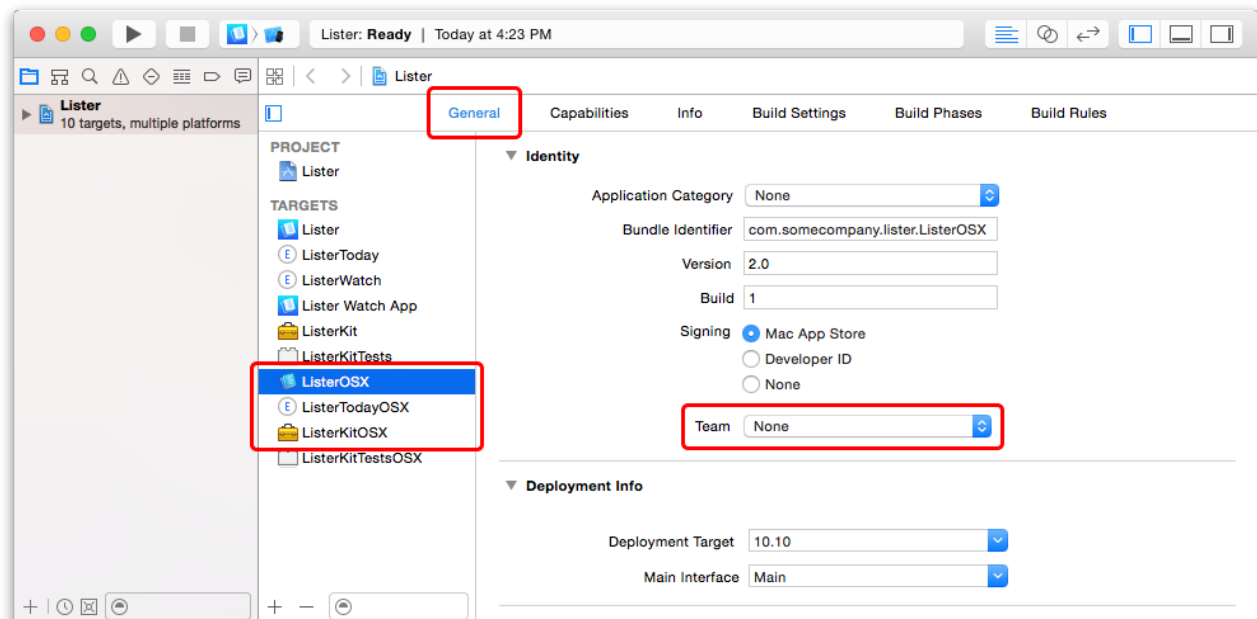 Lister: Ready | Today at 4:23 PM
Lister
Lister
10 targets, multiple platforms
General Capabilities Info Build Settings Build Phases Build Rules
PROJECT
Lister
TARGETS
Lister
E ListerToday
E ListerWatch
Lister Watch App
ListerKit
ListerKitTests
ListerOSX
E ListerTodayOSX
ListerKitOSX
ListerKitTestsOSX
Identity
Application Category None
Bundle Identifier com.somecompany.lister.ListerOSX
Version 2.0
Build 1
Signing Mac App Store
Developer ID
None
Team None
Deployment Info
Deployment Target 10.10
Main Interface Main